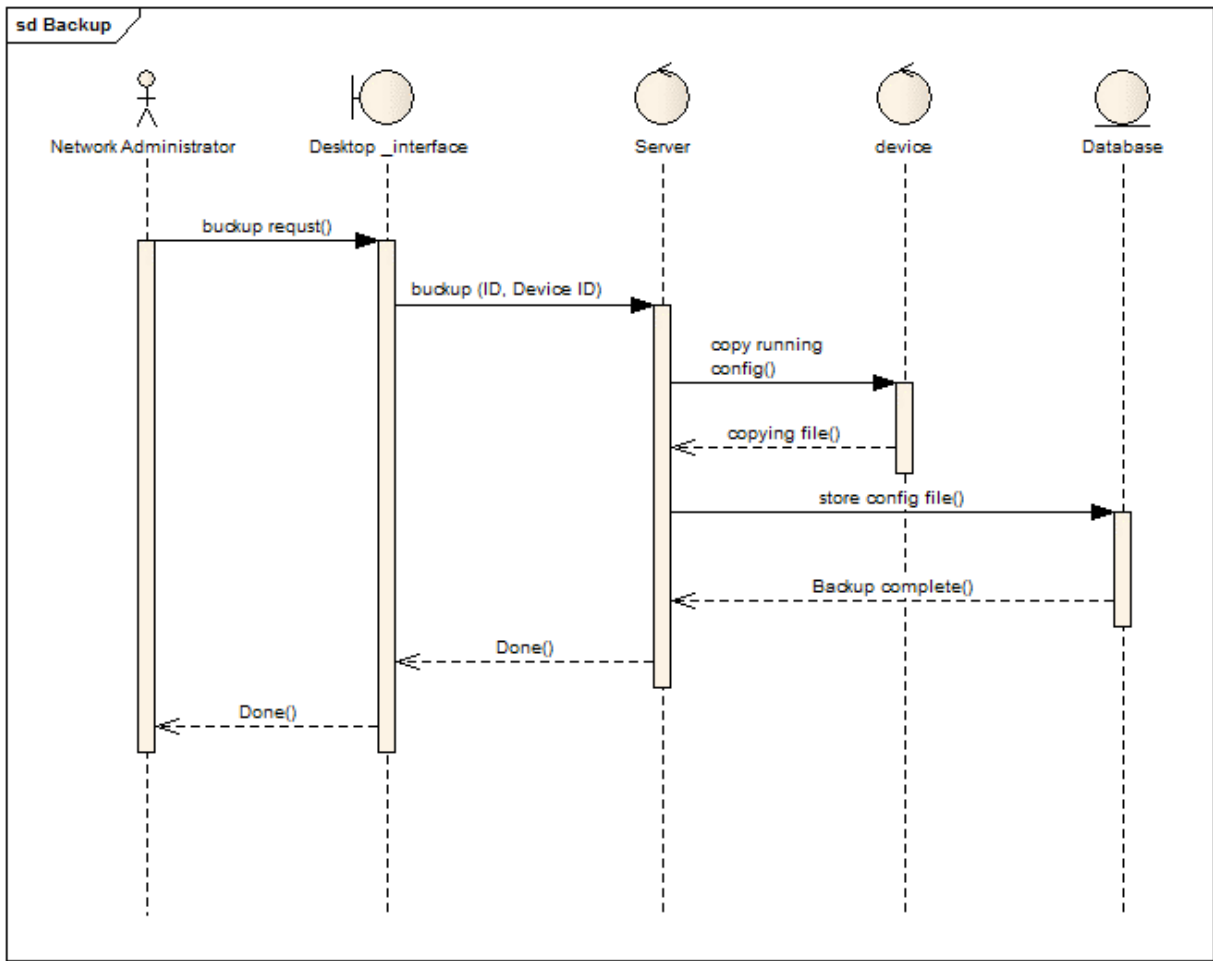 sd Backup
Network Administrator
Desktop _interface
Server
device
Database
buckup requst()
buckup (ID, Device ID)
copy running
config()
copying file()
store config file()
Backup complete()
Done()
Done()